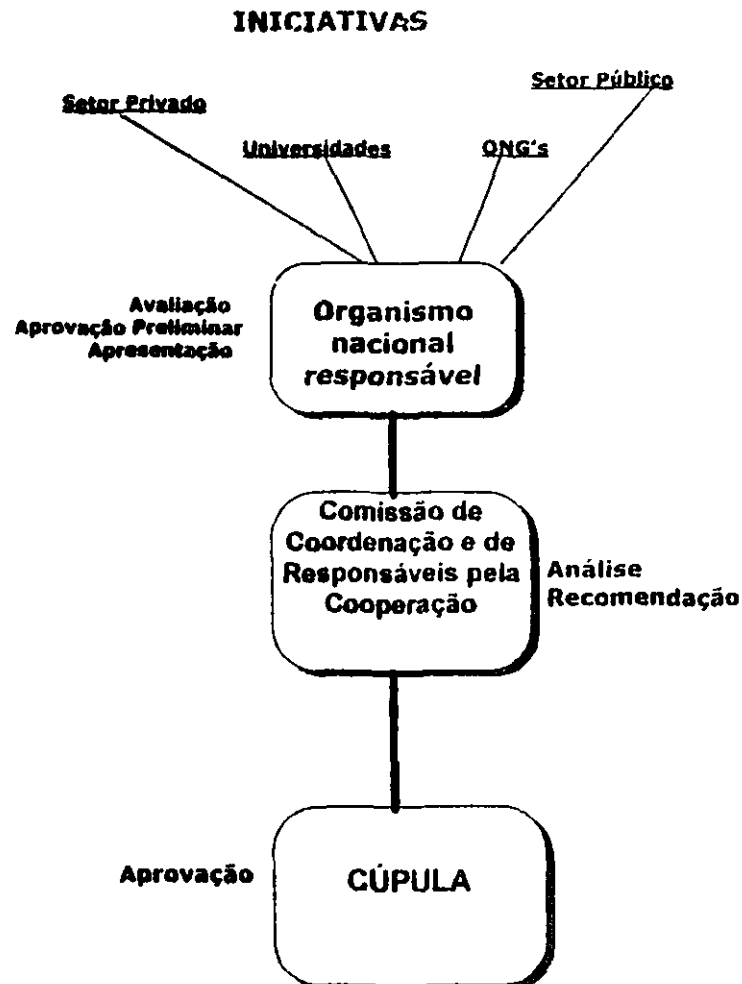 INICIATIVAS
Setor Público
Setor Privado
Universidades
ONG's
Avaliação
Aprovação Preliminar
Apresentação
Organismo
nacional
responsável
Comissão de
Coordenação e de
Responsáveis pela
Cooperação
Análise
Recomendação
Aprovação
CÚPULA